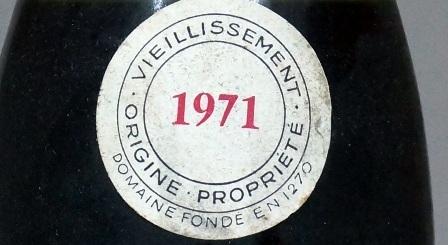 · VIEILLISSEMENT ·
1971
ORIGINE · PROPRIÉTÉ
DOMAINE FONDÉ EN 1270